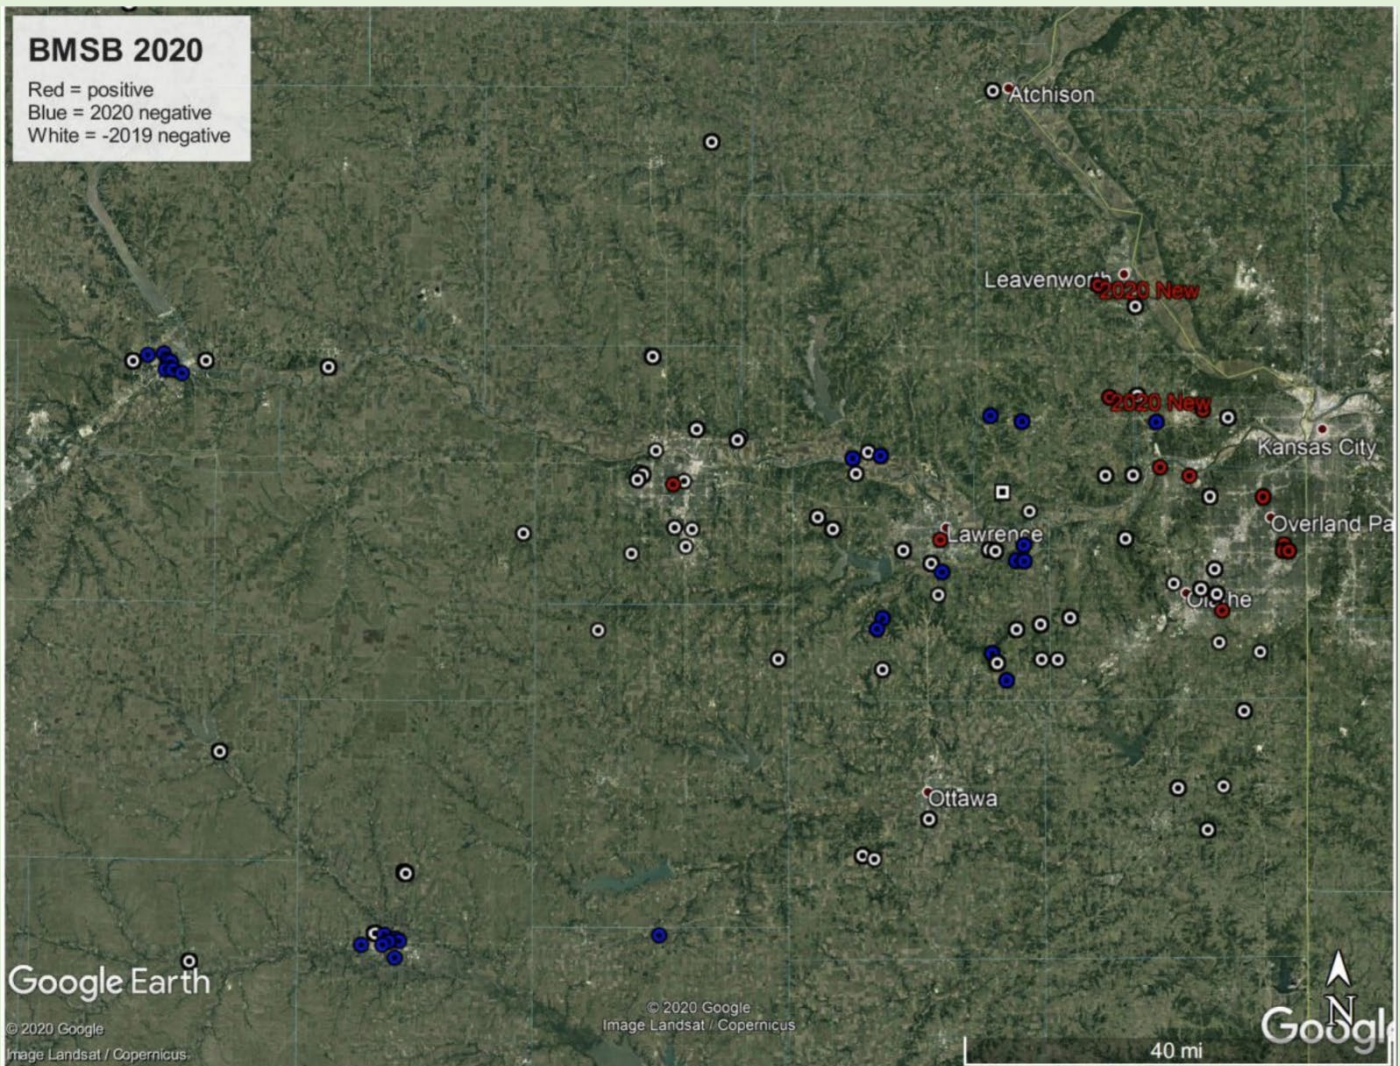 BMSB 2020
Red = positive
Blue = 2020 negative
White = -2019 negative
Atchison
Leavenworth
2020 New
2020 New
Kansas City
Overland Pa
Lawrence
Olathe
Ottawa
Google Earth
© 2020 Google
Image Landsat / Copernicus
© 2020 Google
Image Landsat / Copernicus
N
Googl
40 mi